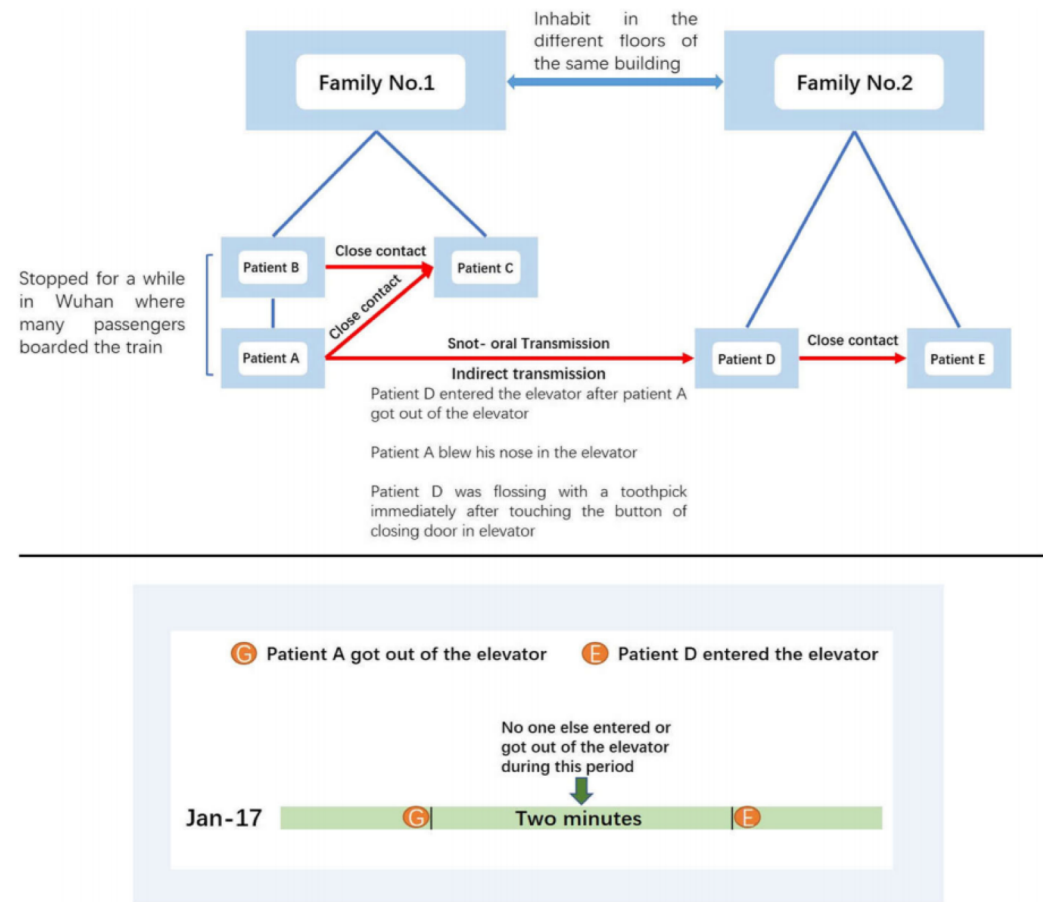 Inhabit in the
different floors of
the same building
Family No.1
Family No.2
Stopped for a while
in Wuhan where
many passengers
boarded the train
Patient B
Close contact
Patient C
Close contact
Patient A
Snot- oral Transmission
Indirect transmission
Patient D
Close contact
Patient E
Patient D entered the elevator after patient A
got out of the elevator
Patient A blew his nose in the elevator
Patient D was flossing with a toothpick
immediately after touching the button of
closing door in elevator
G Patient A got out of the elevator
E Patient D entered the elevator
No one else entered or
got out of the elevator
during this period
Jan-17
G
Two minutes
E